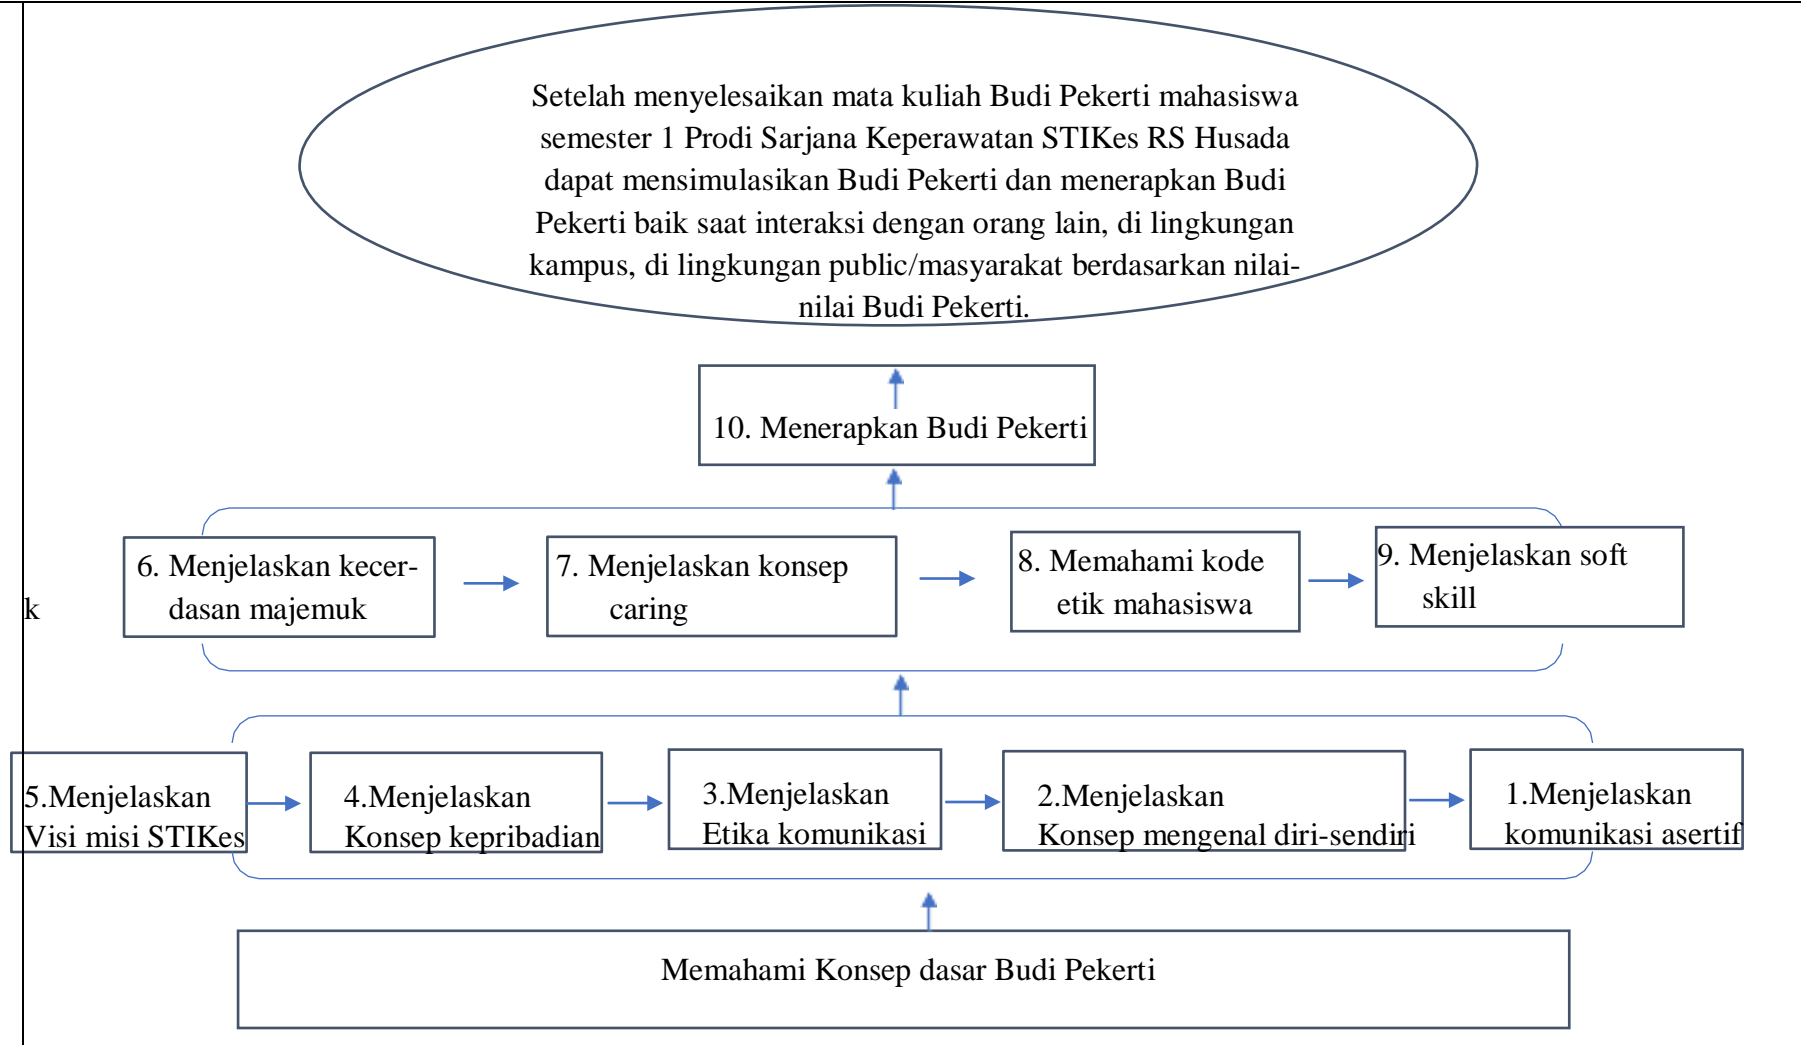 Setelah menyelesaikan mata kuliah Budi Pekerti mahasiswa
semester 1 Prodi Sarjana Keperawatan STIKes RS Husada
dapat mensimulasikan Budi Pekerti dan menerapkan Budi
Pekerti baik saat interaksi dengan orang lain, di lingkungan
kampus, di lingkungan public/masyarakat berdasarkan nilai-
nilai Budi Pekerti.
10. Menerapkan Budi Pekerti
6. Menjelaskan kecer-
dasan majemuk
7. Menjelaskan konsep
caring
8. Memahami kode
etik mahasiswa
9. Menjelaskan soft
skill
k
5.Menjelaskan
Visi misi STIKes
4.Menjelaskan
Konsep kepribadian
3.Menjelaskan
Etika komunikasi
2.Menjelaskan
Konsep mengenal diri-sendiri
1.Menjelaskan
komunikasi asertif
Memahami Konsep dasar Budi Pekerti